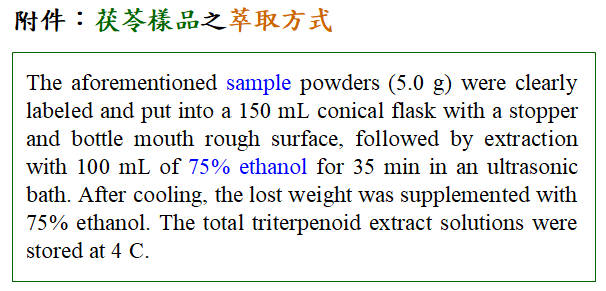 附件：茯苓樣品之萃取方式
The aforementioned sample powders (5.0 g) were clearly
labeled and put into a 150 mL conical flask with a stopper
and bottle mouth rough surface, followed by extraction
with 100 mL of 75% ethanol for 35 min in an ultrasonic
bath. After cooling, the lost weight was supplemented with
75% ethanol. The total triterpenoid extract solutions were
stored at 4 C.